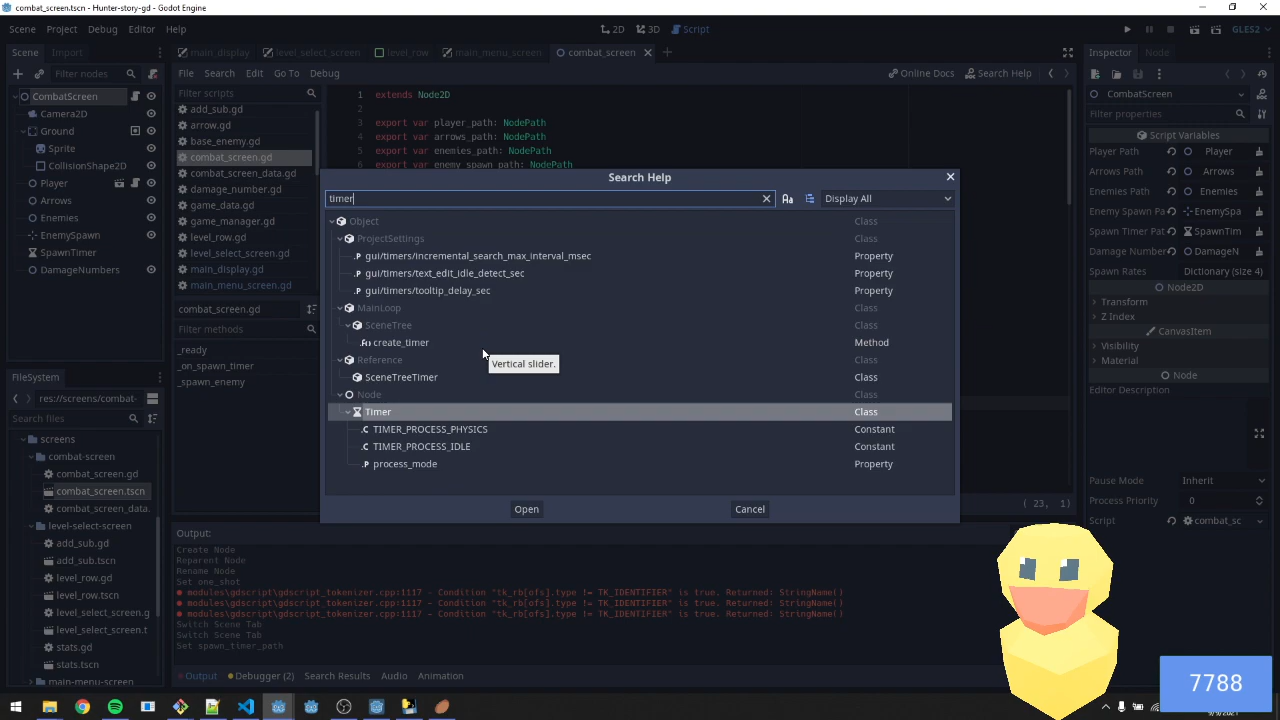 combat_screen.tscn - Hunter-story-gd - Godot Engine
Scene Project Debug Editor Help
2D 3D Script
GLES2
Scene Import
main_display level_select_screen level_row main_menu_screen combat_screen
Inspector Node
Filter nodes
File Search Edit Go To Debug
Online Docs Search Help
CombatScreen
Camera2D
Ground
Sprite
CollisionShape2D
Player
Arrows
Enemies
EnemySpawn
SpawnTimer
DamageNumbers
Filter scripts
add_sub.gd
arrow.gd
base_enemy.gd
combat_screen.gd
combat_screen_data.gd
damage_number.gd
game_data.gd
game_manager.gd
level_row.gd
level_select_screen.gd
main_display.gd
main_menu_screen.gd
combat_screen.gd
Filter methods
_ready
_on_spawn_timer
_spawn_enemy
1 extends Node2D
2
3 export var player_path: NodePath
4 export var arrows_path: NodePath
5 export var enemies_path: NodePath
6 export var enemy_spawn_path: NodePath
Search Help
timer
Display All
Object Class
ProjectSettings Class
gui/timers/incremental_search_max_interval_msec Property
gui/timers/text_edit_idle_detect_sec Property
gui/timers/tooltip_delay_sec Property
MainLoop Class
SceneTree Class
create_timer Method
Vertical slider.
Reference Class
SceneTreeTimer Class
Node Class
Timer Class
TIMER_PROCESS_PHYSICS Constant
TIMER_PROCESS_IDLE Constant
process_mode Property
Open Cancel
( 23, 1)
CombatScreen
Filter properties
Script Variables
Player Path Player
Arrows Path Arrows
Enemies Path Enemies
Enemy Spawn Pa EnemySpa
Spawn Timer Pat SpawnTim
Damage Number DamageN
Spawn Rates Dictionary (size 4)
Node2D
Transform
Z Index
CanvasItem
Visibility
Material
Node
Editor Description
Pause Mode Inherit
Process Priority 0
Script combat_sc
FileSystem
res://screens/combat-
Search files
screens
combat-screen
combat_screen.gd
combat_screen.tscn
combat_screen_data.
level-select-screen
add_sub.gd
add_sub.tscn
level_row.gd
level_row.tscn
level_select_screen.g
level_select_screen.t
stats.gd
stats.tscn
main-menu-screen
Output:
Create Node
Reparent Node
Rename Node
Set one_shot
modules\gdscript\gdscript_tokenizer.cpp:1117 - Condition "tk_rb[ofs].type != TK_IDENTIFIER" is true. Returned: StringName()
modules\gdscript\gdscript_tokenizer.cpp:1117 - Condition "tk_rb[ofs].type != TK_IDENTIFIER" is true. Returned: StringName()
modules\gdscript\gdscript_tokenizer.cpp:1117 - Condition "tk_rb[ofs].type != TK_IDENTIFIER" is true. Returned: StringName()
Switch Scene Tab
Switch Scene Tab
Set spawn_timer_path
Output Debugger (2) Search Results Audio Animation
7788